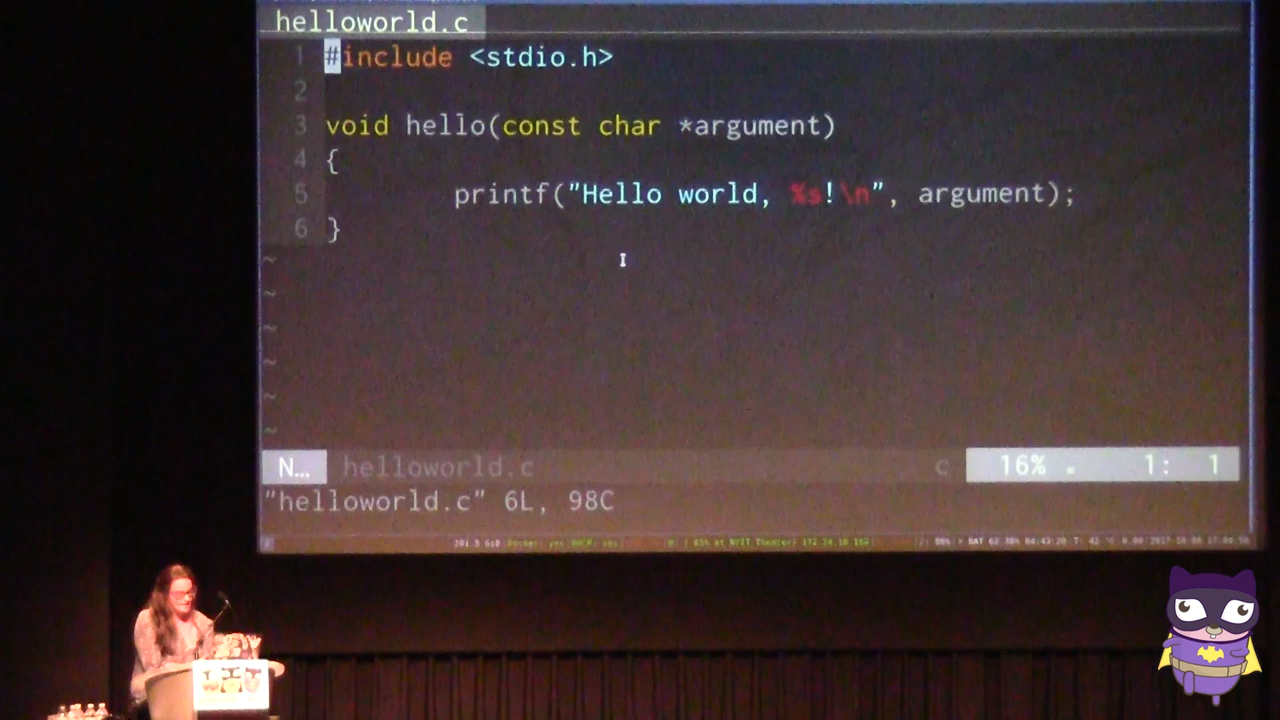 helloworld.c
1 #include <stdio.h>
2
3 void hello(const char *argument)
4 {
5 printf("Hello world, %s!\n", argument);
6 }
~
~
~
~
~
~
N... helloworld.c c 16% 1: 1
"helloworld.c" 6L, 98C